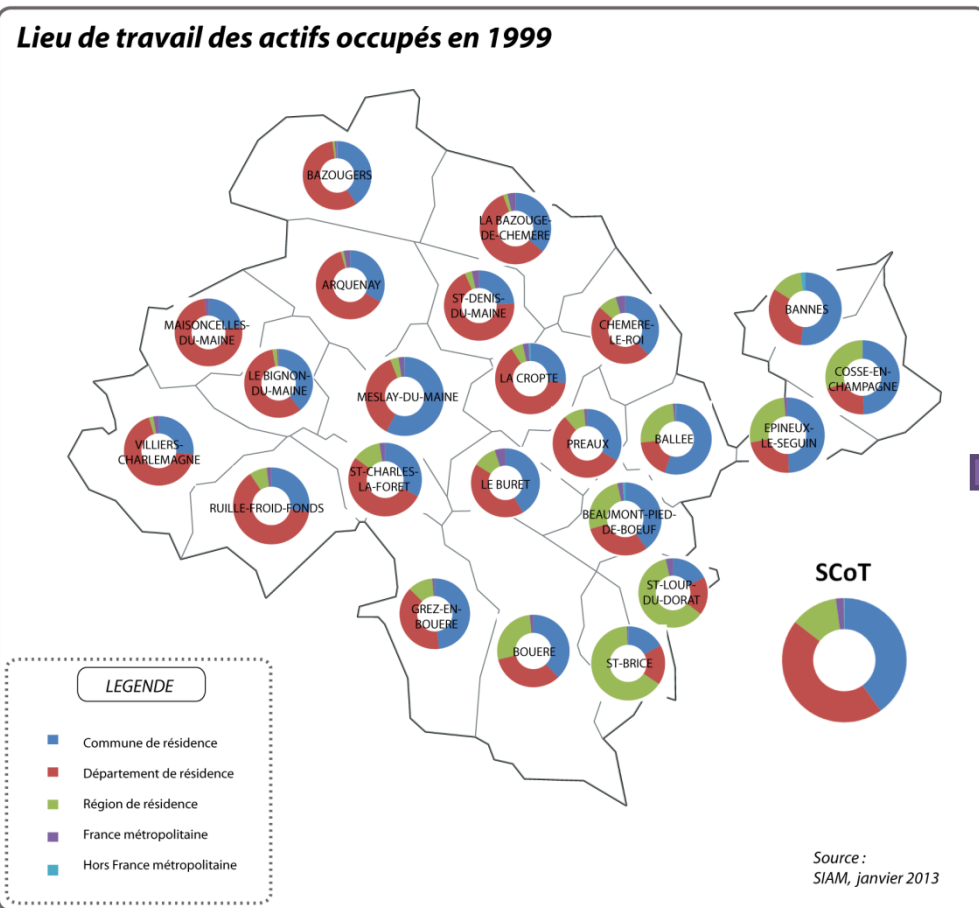 Lieu de travail des actifs occupés en 1999
BAZOUGERS
LA BAZOUGE-
DE-CHEMERE
ARQUENAY
ST-DENIS-
DU-MAINE
BANNES
MAISONCELLES-
DU-MAINE
CHEMERE-
LE-ROI
LE BIGNON-
DU-MAINE
LA CROPTE
COSSE-EN-
CHAMPAGNE
MESLAY-DU-MAINE
VILLIERS-
CHARLEMAGNE
PREAUX
BALLEE
EPINEUX-
LE-SEGUIN
ST-CHARLES-
LA-FORET
LE BURET
RUILLE-FROID-FONDS
BEAUMONT-PIED-
DE-BOEUF
SCoT
ST-LOUP-
DU-DORAT
GREZ-EN-
BOUERE
BOUERE
ST-BRICE
LEGENDE
Commune de résidence
Département de résidence
Région de résidence
France métropolitaine
Hors France métropolitaine
Source :
SIAM, janvier 2013